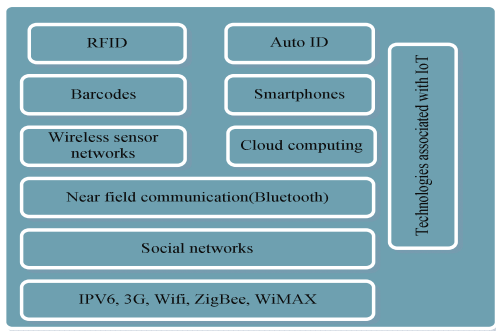 RFID
Auto ID
Barcodes
Smartphones
Wireless sensor
networks
Cloud computing
Near field communication(Bluetooth)
Social networks
IPV6, 3G, Wifi, ZigBee, WiMAX
Technologies associated with IoT